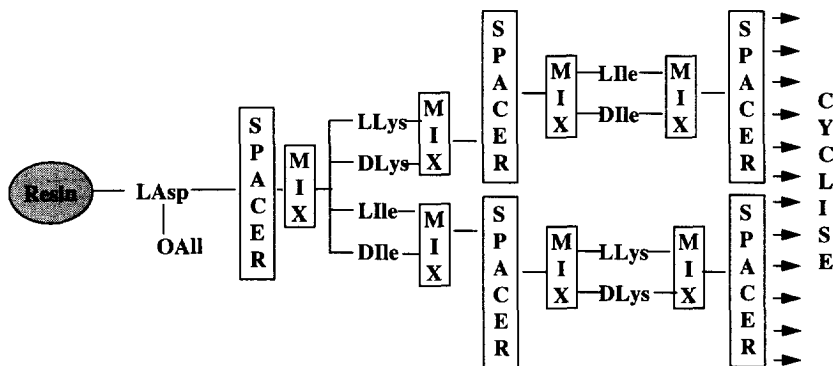 Resin
LAsp
OAll
SPACER
MIX
LLys
DLys
LIle
DIle
MIX
MIX
SPACER
SPACER
MIX
LIle
DIle
MIX
SPACER
MIX
LLys
DLys
MIX
SPACER
CYCLISE